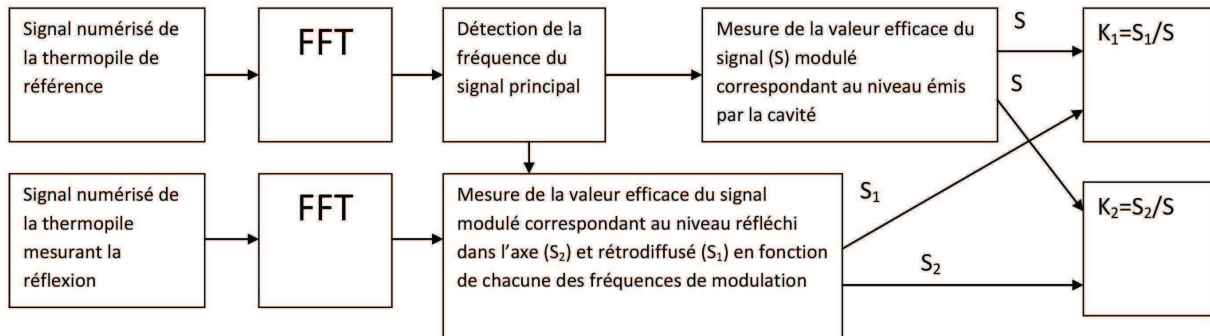 Signal numérisé de
la thermopile de
référence
FFT
Détection de la
fréquence du
signal principal
Mesure de la valeur efficace du
signal (S) modulé
correspondant au niveau émis
par la cavité
S
S
K₁=S₁/S
Signal numérisé de
la thermopile
mesurant la
réflexion
FFT
Mesure de la valeur efficace du signal
modulé correspondant au niveau réfléchi
dans l'axe (S₂) et rétrodiffusé (S₁) en fonction
de chacune des fréquences de modulation
S₁
S₂
K₂=S₂/S